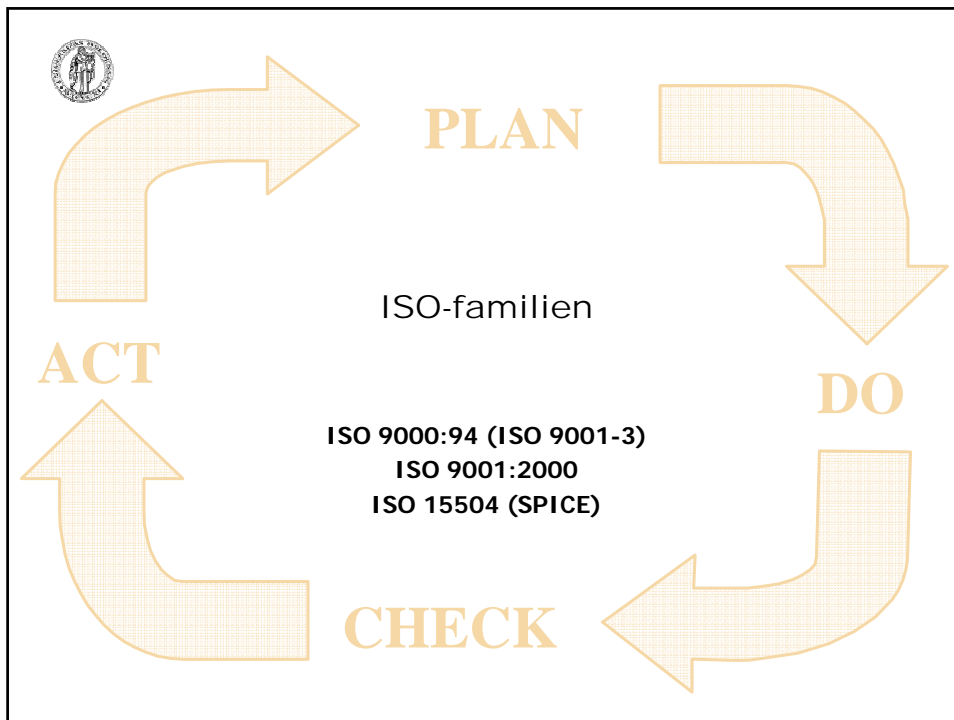 PLAN
ISO-familien
ACT
DO
ISO 9000:94 (ISO 9001-3)
ISO 9001:2000
ISO 15504 (SPICE)
CHECK